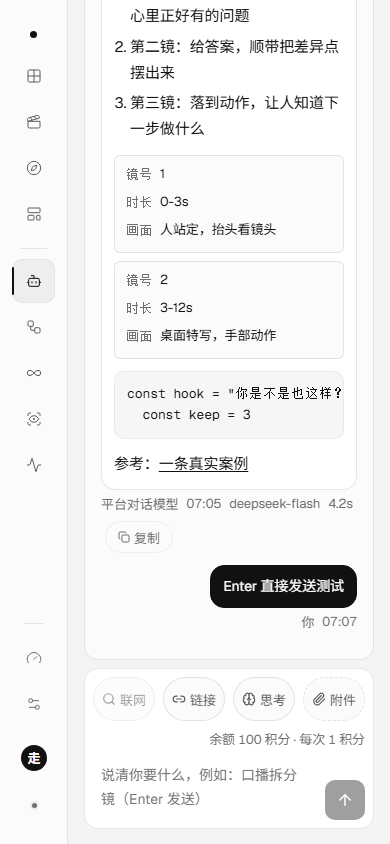 心里正好有的问题
2. 第二镜：给答案，顺带把差异点
摆出来
3. 第三镜：落到动作，让人知道下
一步做什么
镜号 1
时长 0-3s
画面 人站定，抬头看镜头
镜号 2
时长 3-12s
画面 桌面特写，手部动作
const hook = "你是不是也这样?
const keep = 3
参考：一条真实案例
平台对话模型 07:05 deepseek-flash 4.2s
复制
Enter 直接发送测试
你 07:07
联网 链接 思考 附件
余额 100 积分 · 每次 1 积分
说清你要什么，例如：口播拆分
镜（Enter 发送）
走